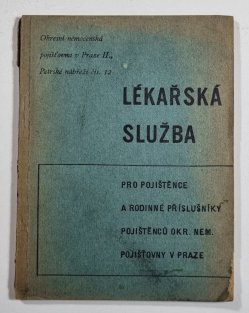 Okresní nemocenská
pojišťovna v Praze II.,
Petrské nábřeží čís. 12
LÉKAŘSKÁ
SLUŽBA
PRO POJIŠTĚNCE
A RODINNÉ PŘÍSLUŠNÍKY
POJIŠTĚNCŮ OKR. NEM.
POJIŠŤOVNY V PRAZE